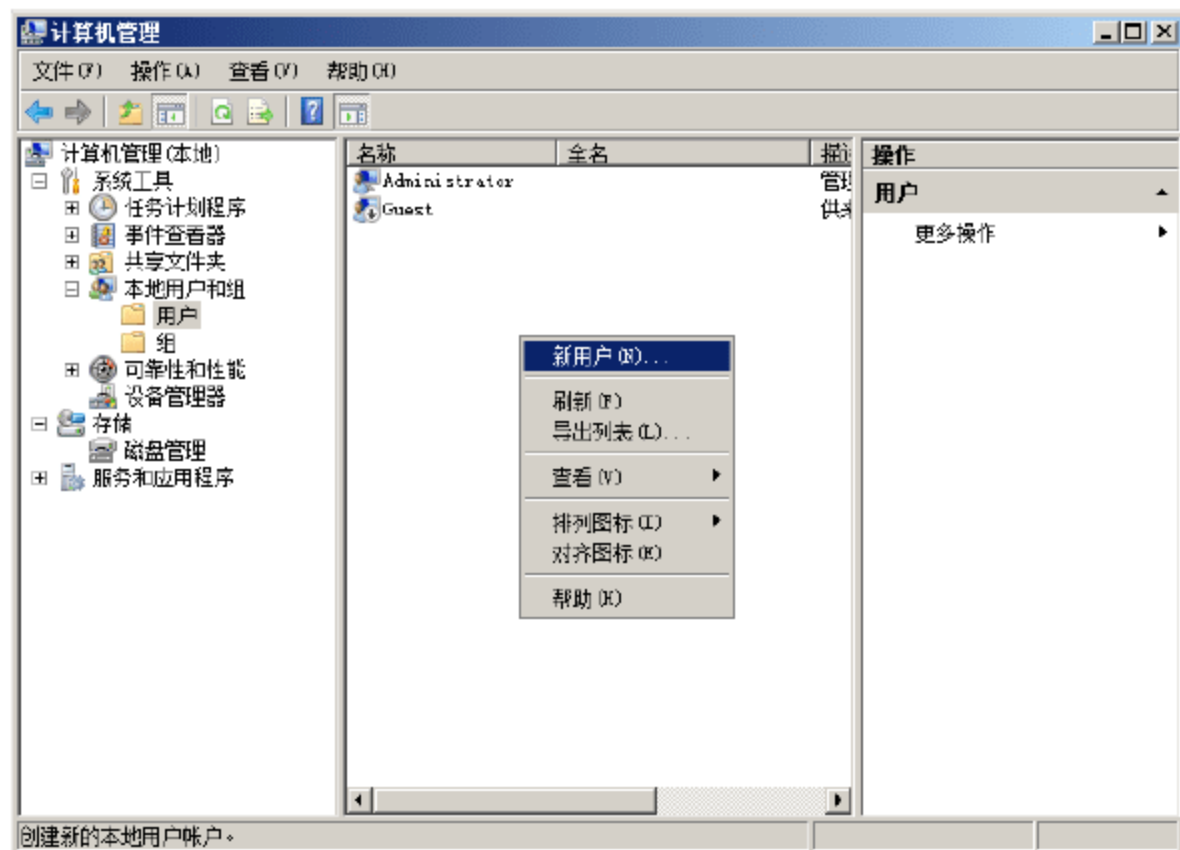 计算机管理
文件(F) 操作(A) 查看(V) 帮助(H)
计算机管理(本地)
系统工具
任务计划程序
事件查看器
共享文件夹
本地用户和组
用户
组
可靠性和性能
设备管理器
存储
磁盘管理
服务和应用程序
名称 全名 描述
Administrator 管理
Guest 供来
新用户(N)...
刷新(F)
导出列表(L)...
查看(V)
排列图标(I)
对齐图标(E)
帮助(H)
操作
用户
更多操作
创建新的本地用户帐户。